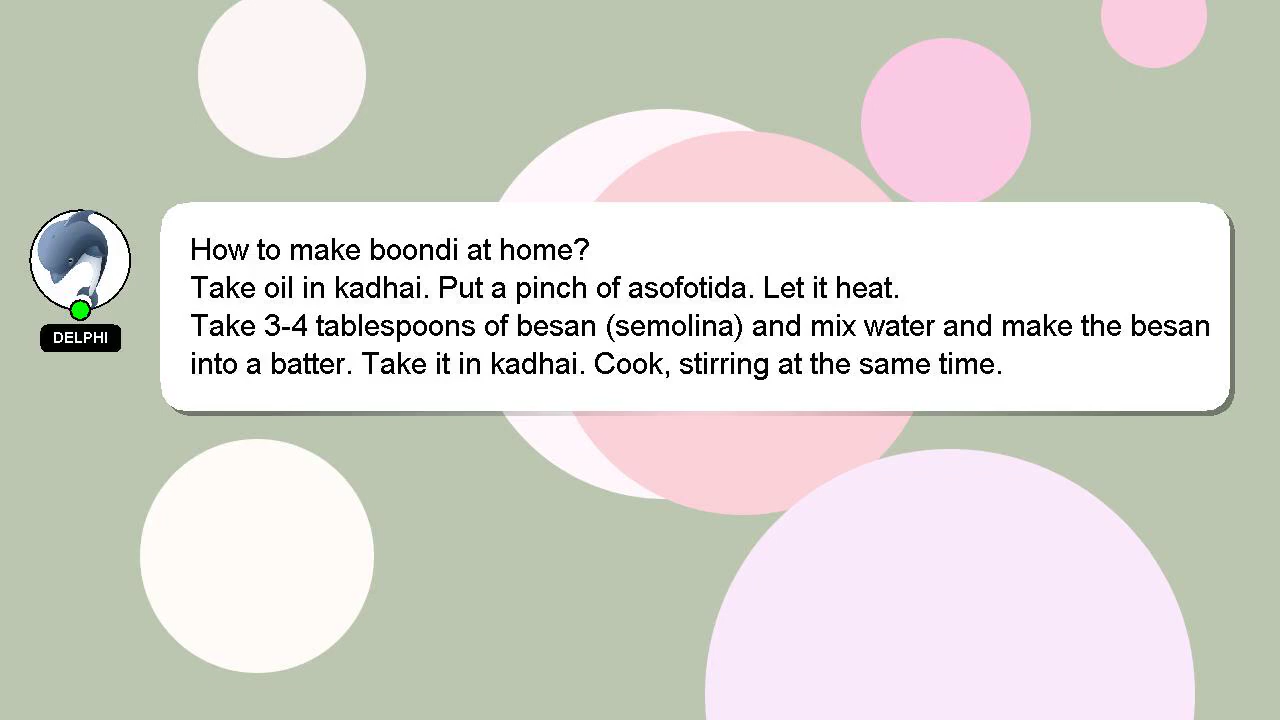 How to make boondi at home?
Take oil in kadhai. Put a pinch of asofotida. Let it heat.
Take 3-4 tablespoons of besan (semolina) and mix water and make the besan
into a batter. Take it in kadhai. Cook, stirring at the same time.
DELPHI